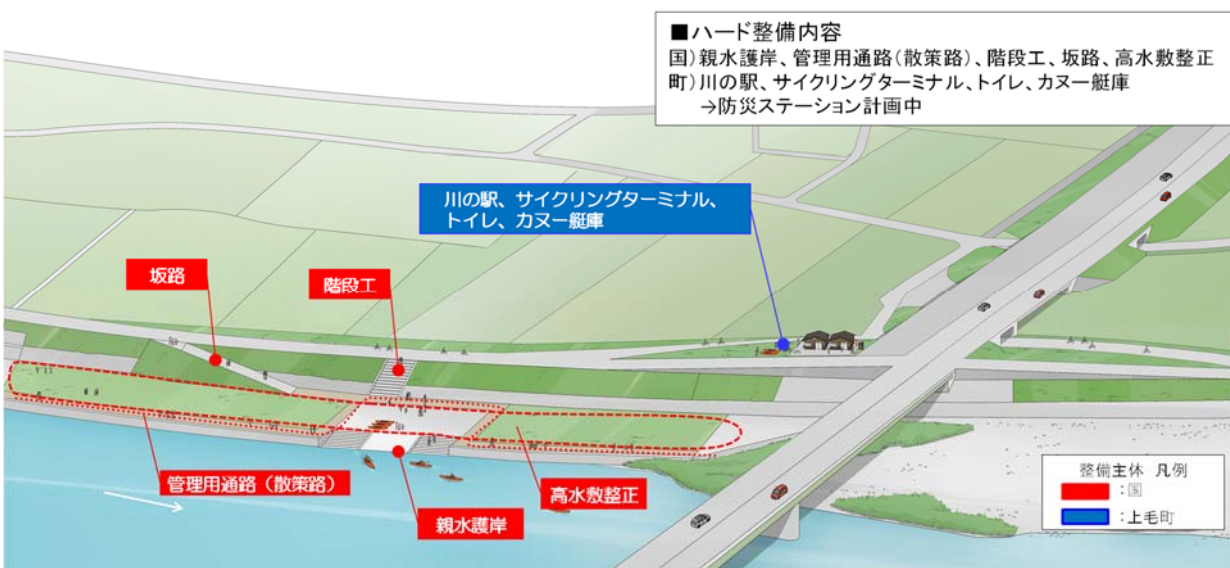 ■ハード整備内容
国)親水護岸、管理用通路(散策路)、階段工、坂路、高水敷整正
町)川の駅、サイクリングターミナル、トイレ、カヌー艇庫
→防災ステーション計画中
川の駅、サイクリングターミナル、
トイレ、カヌー艇庫
坂路
階段工
管理用通路（散策路）
高水敷整正
親水護岸
整備主体 凡例
：国
：上毛町